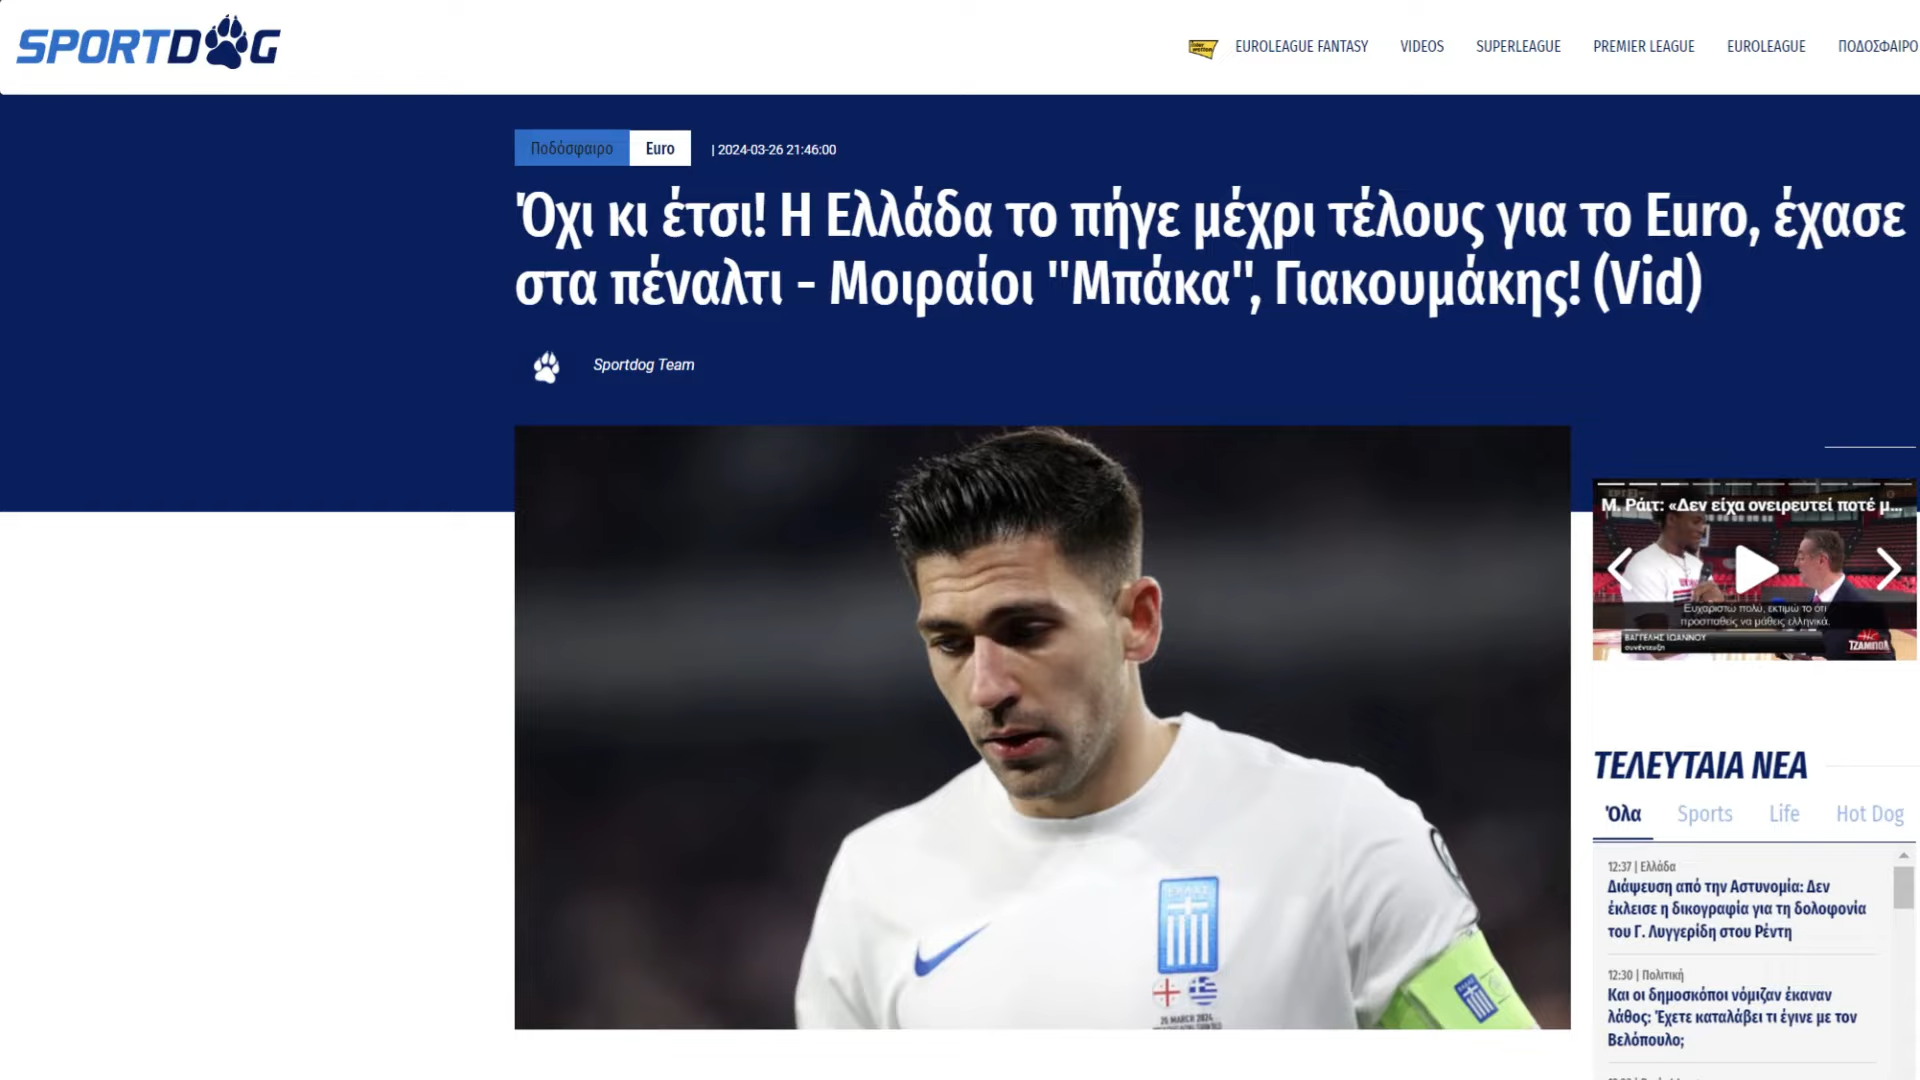 SPORTDOG
EUROLEAGUE FANTASY
VIDEOS
SUPERLEAGUE
PREMIER LEAGUE
EUROLEAGUE
ΠΟΔΟΣΦΑΙΡΟ
Ποδόσφαιρο
Euro
| 2024-03-26 21:46:00
Όχι κι έτσι! Η Ελλάδα το πήγε μέχρι τέλους για το Euro, έχασε
στα πέναλτι - Μοιραίοι "Μπάκα", Γιακουμάκης! (Vid)
Sportdog Team
26 MARCH 2024
Μ. Ράιτ: «Δεν είχα ονειρευτεί ποτέ μ...
Ευχαριστώ πολύ, εκτιμώ το ότι
προσπαθείς να μάθεις ελληνικά.
ΒΑΓΓΕΛΗΣ ΙΩΑΝΝΟΥ
συνέντευξη
ΤΖΑΜΠΟΛ
ΤΕΛΕΥΤΑΙΑ ΝΕΑ
Όλα
Sports
Life
Hot Dog
12:37 | Ελλάδα
Διάψευση από την Αστυνομία: Δεν
έκλεισε η δικογραφία για τη δολοφονία
του Γ. Λυγγερίδη στου Ρέντη
12:30 | Πολιτική
Και οι δημοσκόποι νόμιζαν έκαναν
λάθος: Έχετε καταλάβει τι έγινε με τον
Βελόπουλο;